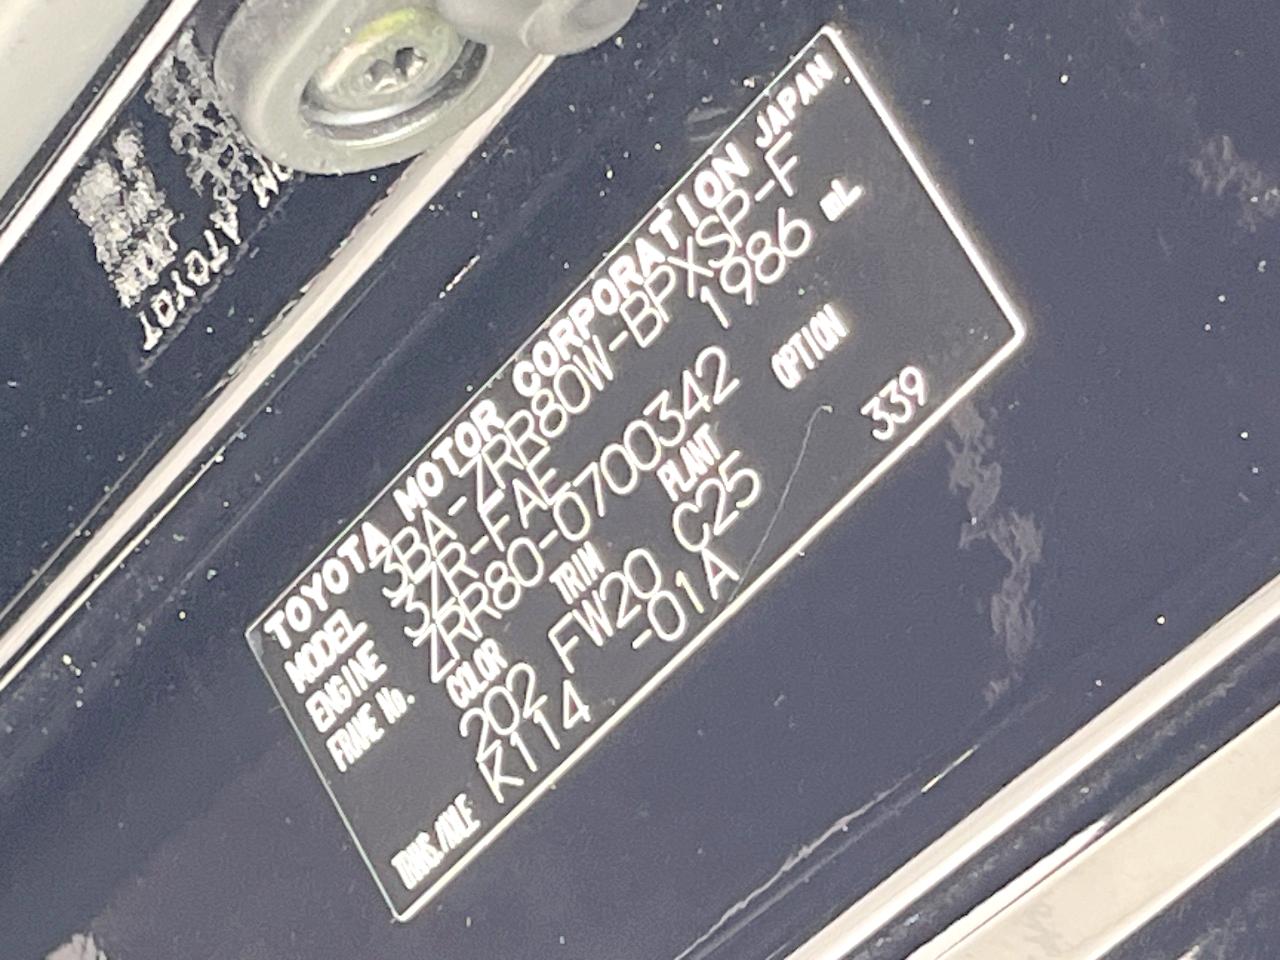 TOYOTA MOTOR CORPORATION JAPAN
MODEL 3BA-ZRR80W-BPXSP-F
ENGINE 3ZR-FAE 1986 mL
FRAME No. ZRR80-0700342
COLOR TRIM PLANT OPTION
202 FW20 C25 339
TRANS./AXLE K114 -01A
TOYOT